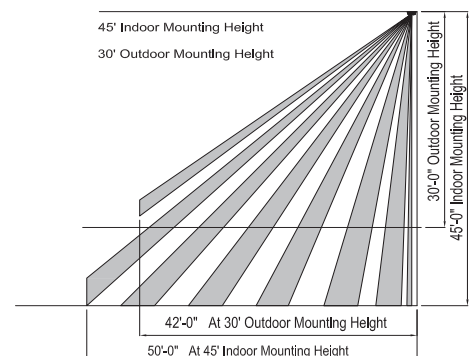 45' Indoor Mounting Height
30' Outdoor Mounting Height
30'-0" Outdoor Mounting Height
45'-0" Indoor Mounting Height
42'-0" At 30' Outdoor Mounting Height
50'-0" At 45' Indoor Mounting Height